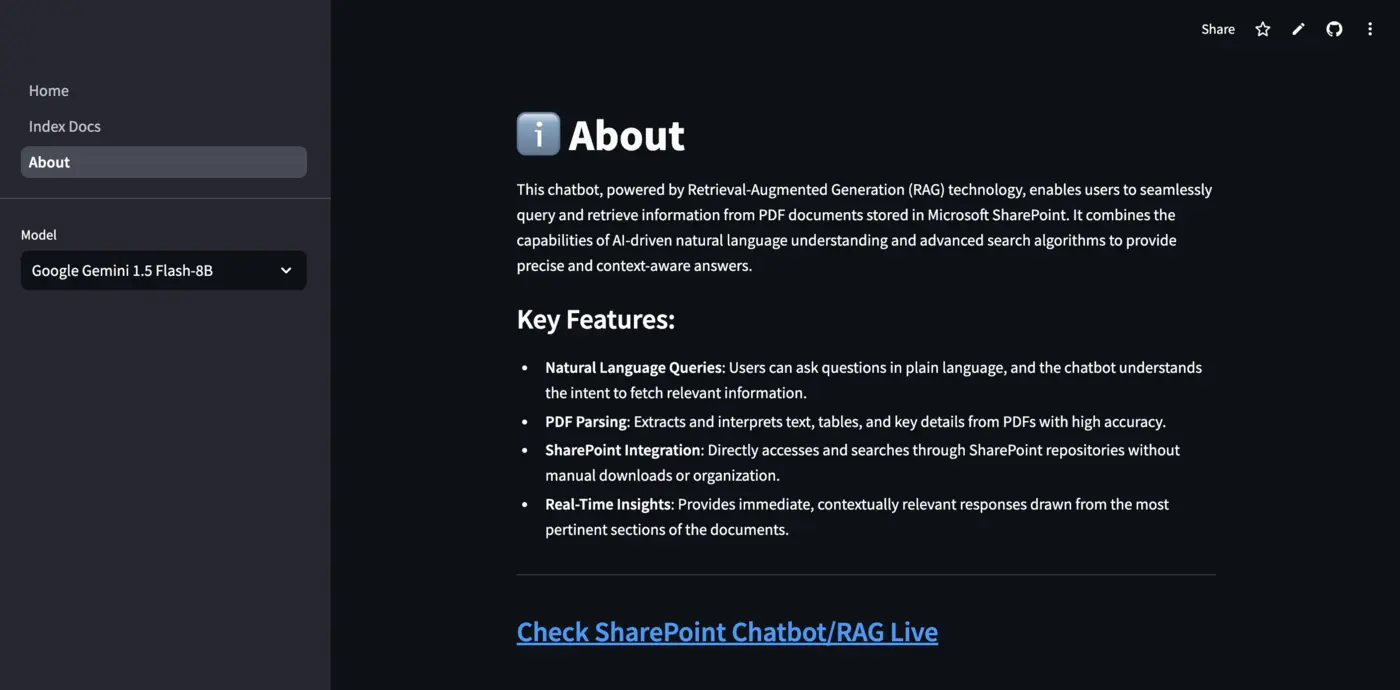 Share
Home
Index Docs
About
Model
Google Gemini 1.5 Flash-8B
i About
This chatbot, powered by Retrieval-Augmented Generation (RAG) technology, enables users to seamlessly
query and retrieve information from PDF documents stored in Microsoft SharePoint. It combines the
capabilities of AI-driven natural language understanding and advanced search algorithms to provide
precise and context-aware answers.
Key Features:
• Natural Language Queries: Users can ask questions in plain language, and the chatbot understands
the intent to fetch relevant information.
• PDF Parsing: Extracts and interprets text, tables, and key details from PDFs with high accuracy.
• SharePoint Integration: Directly accesses and searches through SharePoint repositories without
manual downloads or organization.
• Real-Time Insights: Provides immediate, contextually relevant responses drawn from the most
pertinent sections of the documents.
Check SharePoint Chatbot/RAG Live